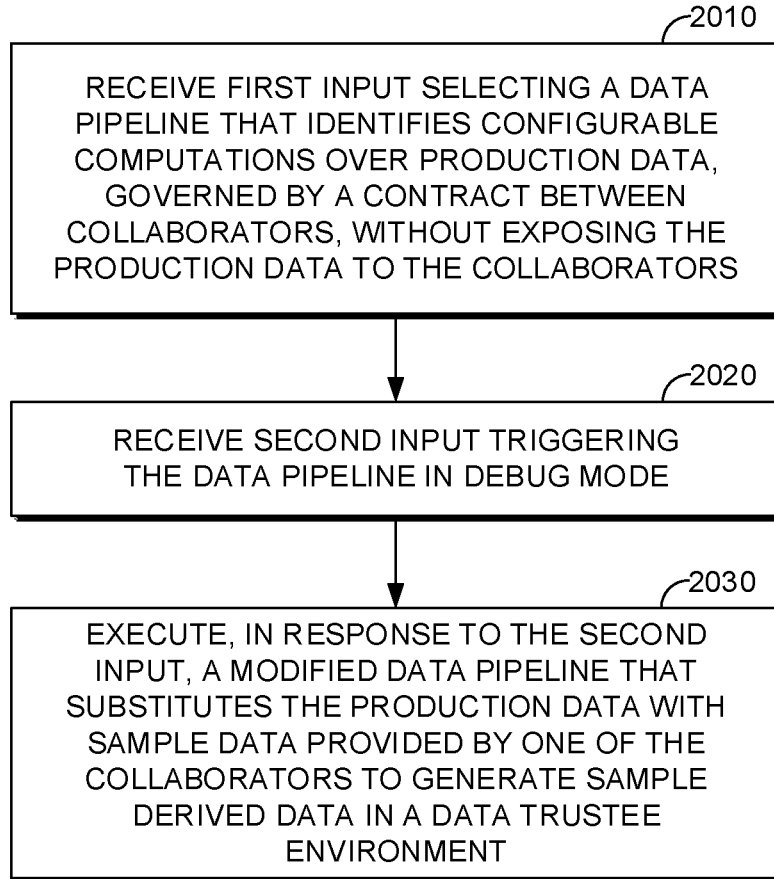 2010
RECEIVE FIRST INPUT SELECTING A DATA
PIPELINE THAT IDENTIFIES CONFIGURABLE
COMPUTATIONS OVER PRODUCTION DATA,
GOVERNED BY A CONTRACT BETWEEN
COLLABORATORS, WITHOUT EXPOSING THE
PRODUCTION DATA TO THE COLLABORATORS
2020
RECEIVE SECOND INPUT TRIGGERING
THE DATA PIPELINE IN DEBUG MODE
2030
EXECUTE, IN RESPONSE TO THE SECOND
INPUT, A MODIFIED DATA PIPELINE THAT
SUBSTITUTES THE PRODUCTION DATA WITH
SAMPLE DATA PROVIDED BY ONE OF THE
COLLABORATORS TO GENERATE SAMPLE
DERIVED DATA IN A DATA TRUSTEE
ENVIRONMENT